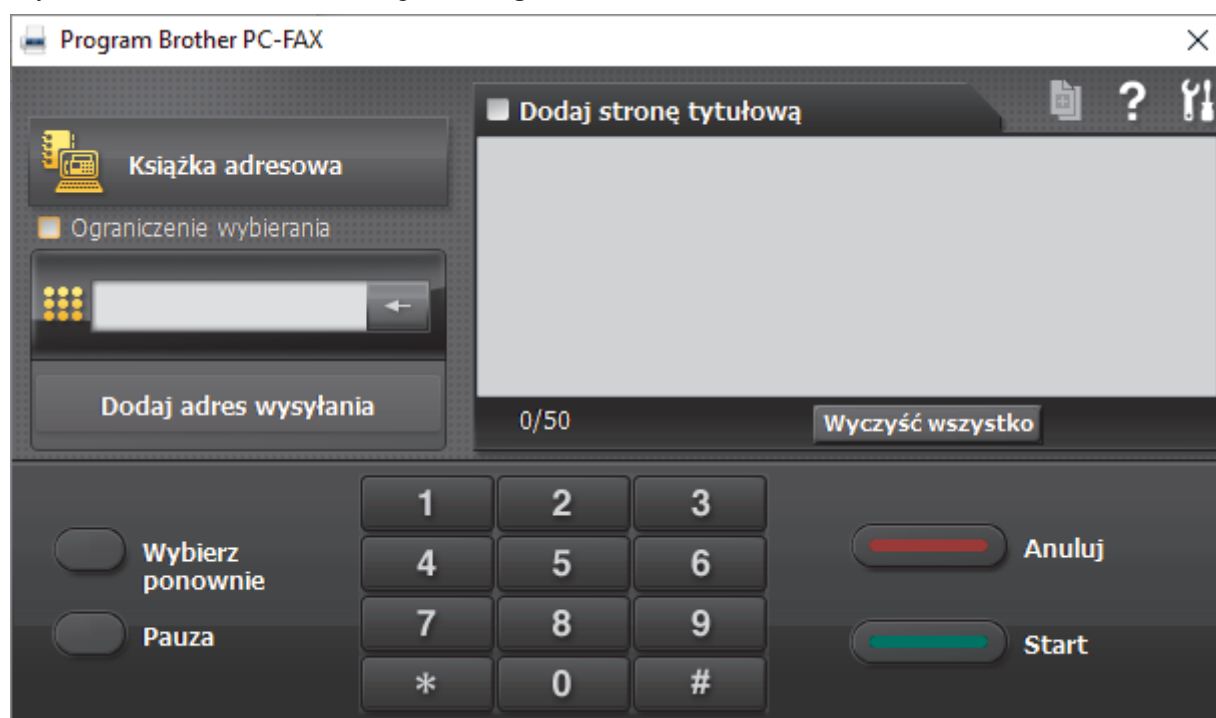 Program Brother PC-FAX
Książka adresowa
Ograniczenie wybierania
Dodaj adres wysyłania
Dodaj stronę tytułową
?
0/50
Wyczyść wszystko
Wybierz
ponownie
Pauza
1 2 3
4 5 6
7 8 9
* 0 #
Anuluj
Start